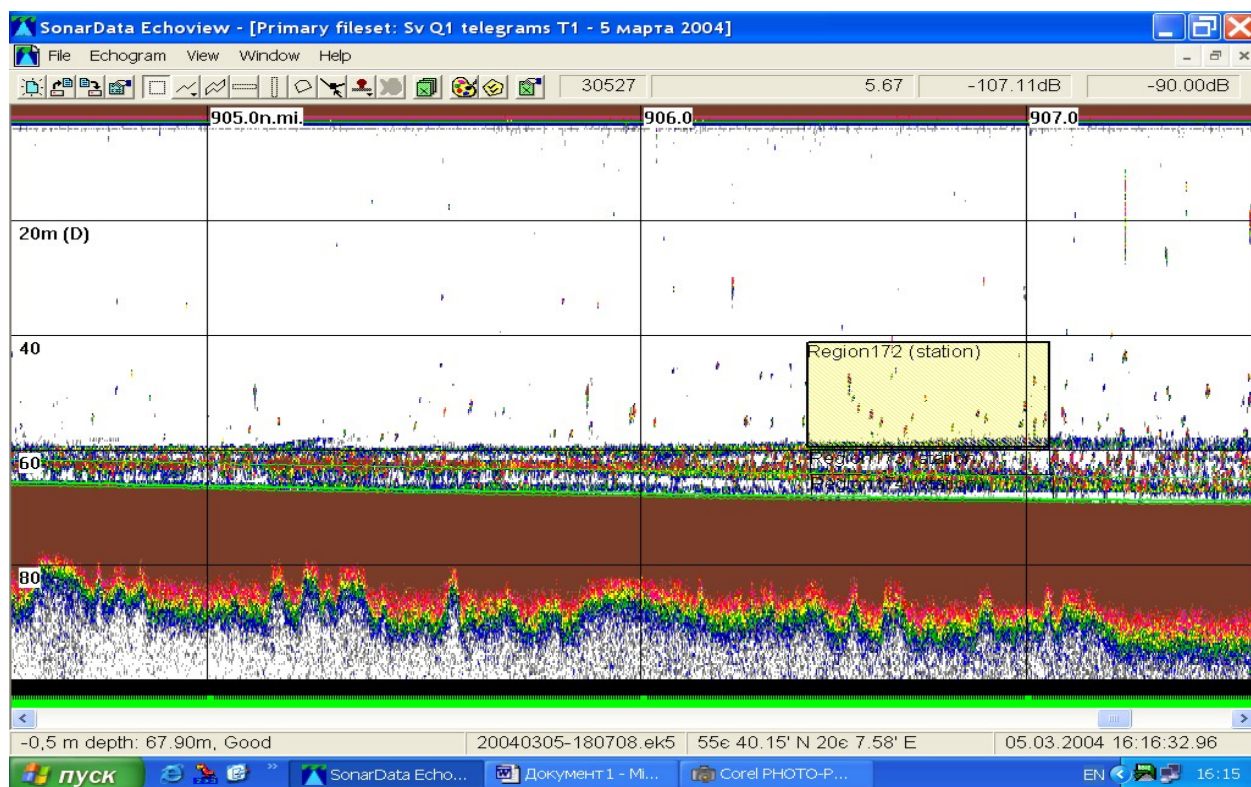 SonarData Echoview - [Primary fileset: Sv Q1 telegrams T1 - 5 марта 2004]
File Echogram View Window Help
30527 5.67 -107.11dB -90.00dB
905.0n.mi. 906.0 907.0
20m (D)
40
Region172 (station)
60
80
-0,5 m depth: 67.90m, Good 20040305-180708.ek5 55є 40.15' N 20є 7.58' E 05.03.2004 16:16:32.96
пуск » SonarData Echo... Документ1 - Mi... Corel PHOTO-P... EN 16:15